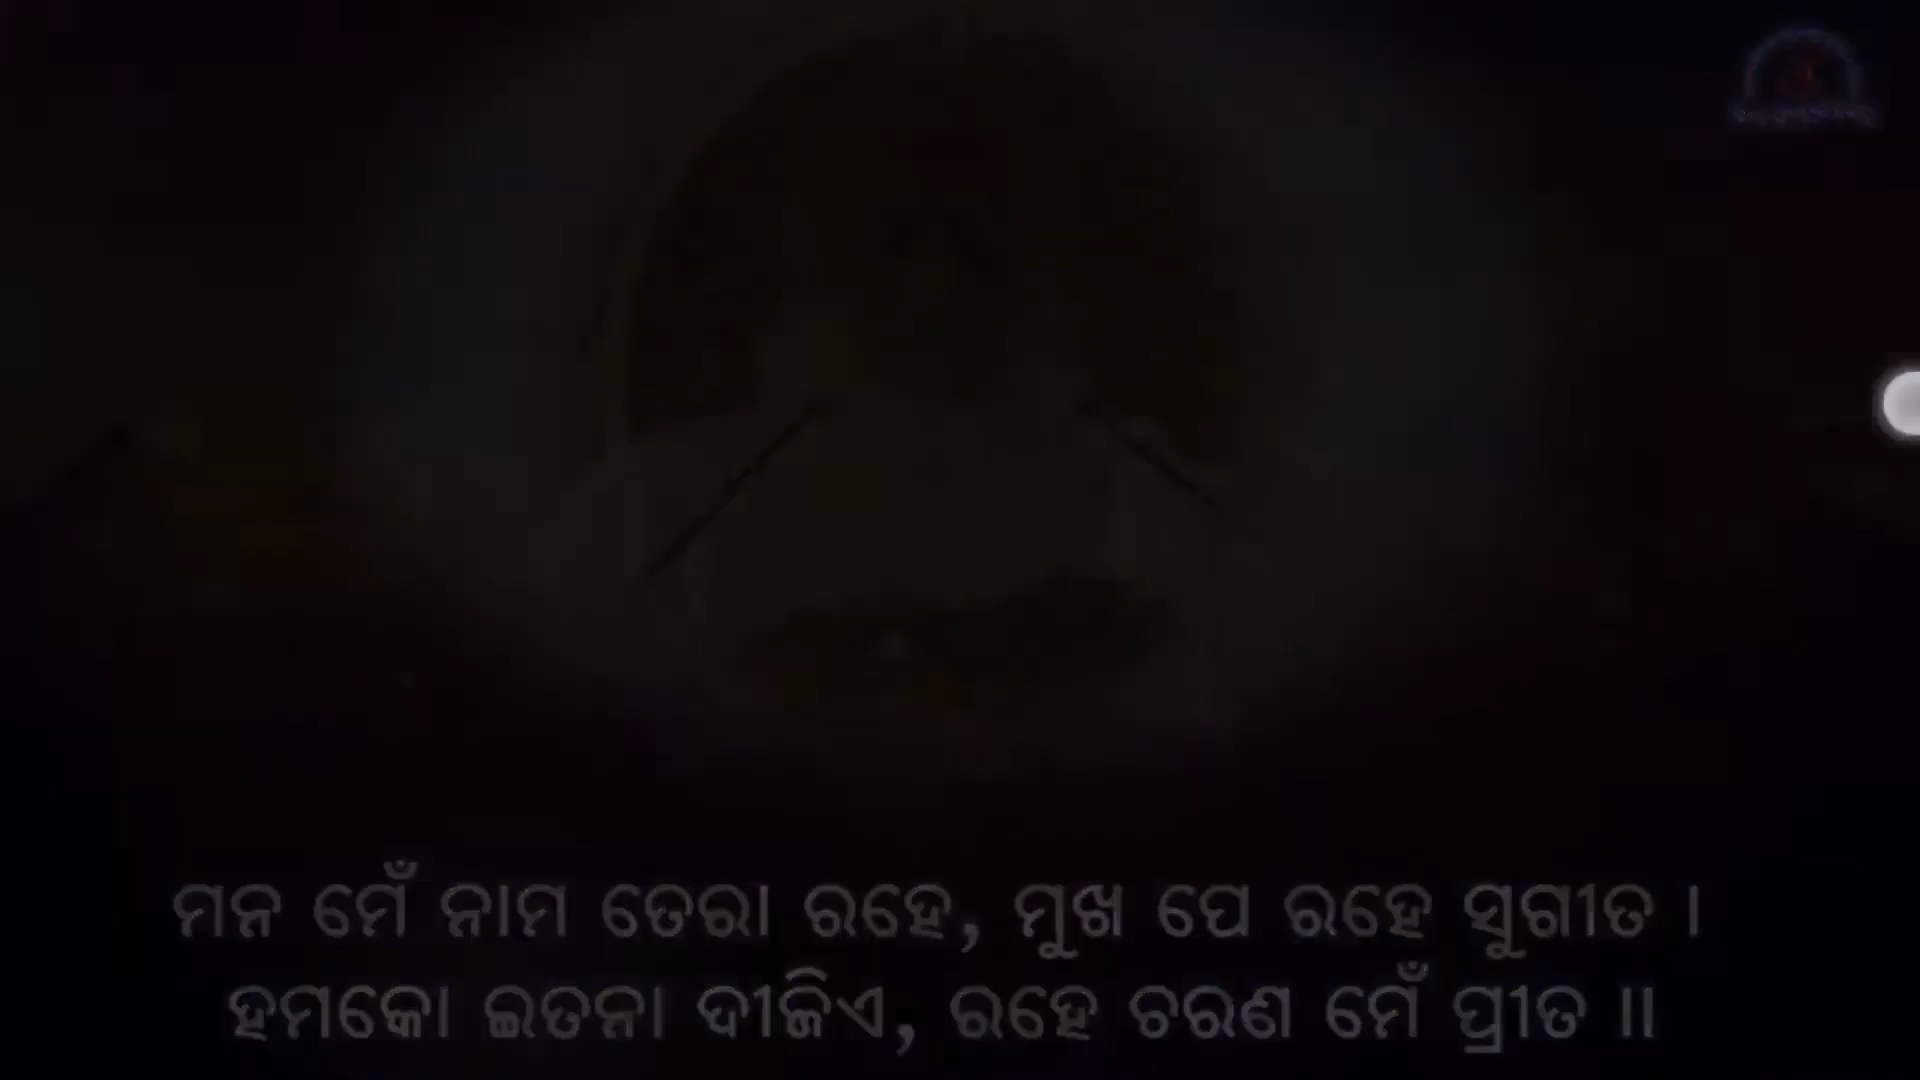 ମନ ମେଁ ନାମ ତେରା ରହେ, ମୁଖ ପେ ରହେ ସୁଗୀତ ।
ହମକୋ ଇତନା ଦୀଜିଏ, ରହେ ଚରଣ ମେଁ ପ୍ରୀତ ॥